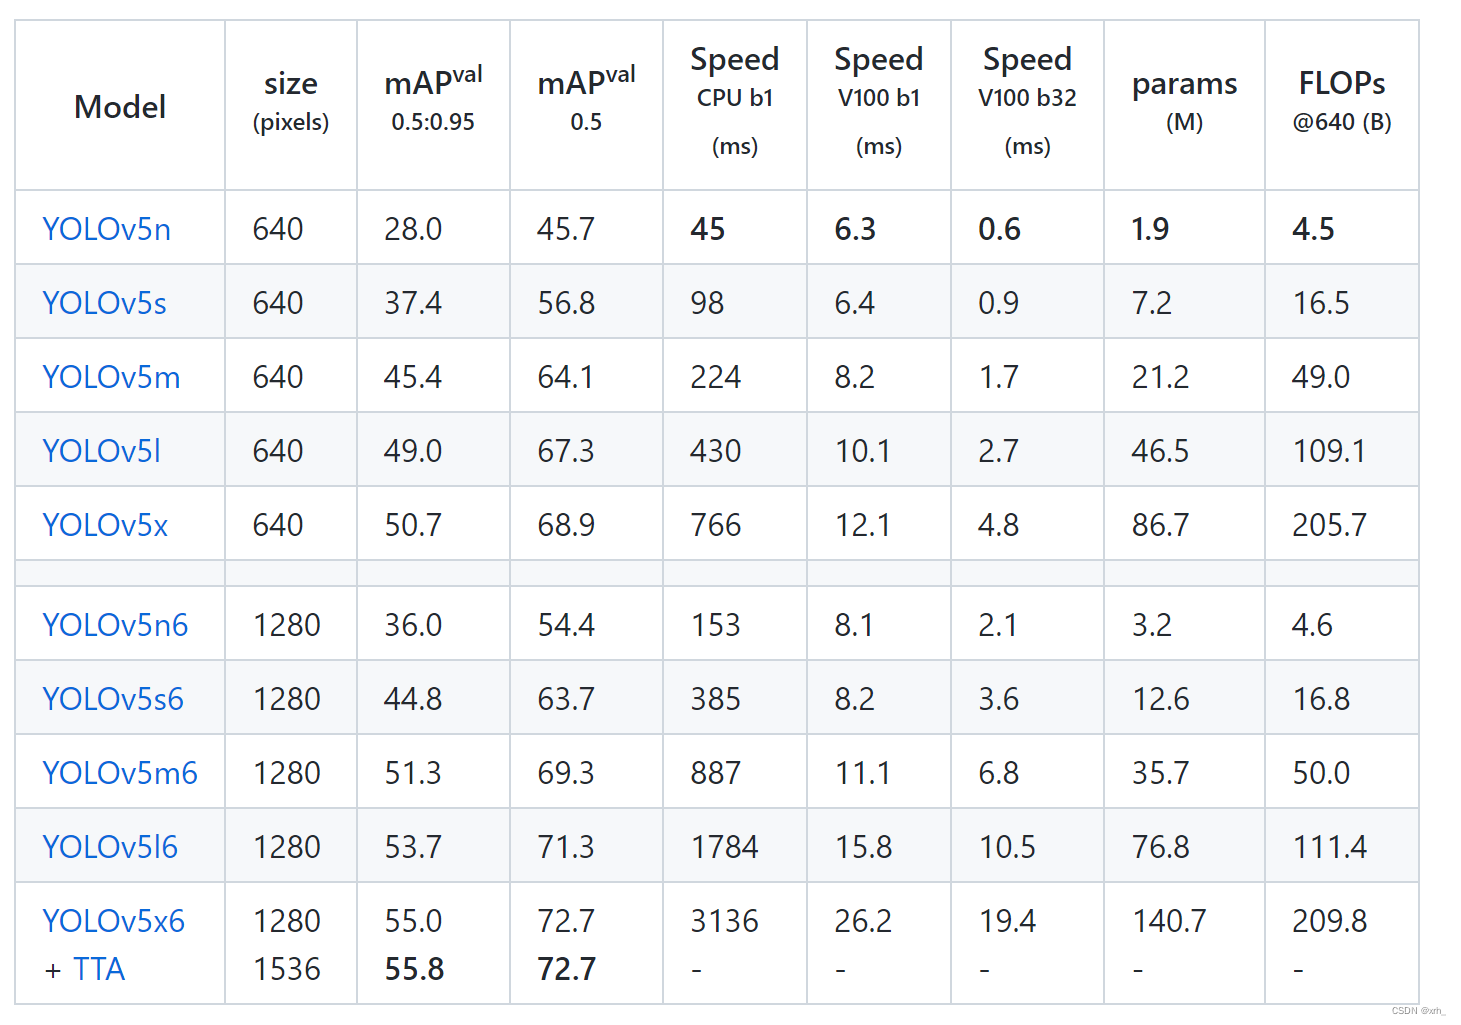 Model size (pixels) mAPval 0.5:0.95 mAPval 0.5 Speed CPU b1 (ms) Speed V100 b1 (ms) Speed V100 b32 (ms) params (M) FLOPs @640 (B)
YOLOv5n 640 28.0 45.7 45 6.3 0.6 1.9 4.5
YOLOv5s 640 37.4 56.8 98 6.4 0.9 7.2 16.5
YOLOv5m 640 45.4 64.1 224 8.2 1.7 21.2 49.0
YOLOv5l 640 49.0 67.3 430 10.1 2.7 46.5 109.1
YOLOv5x 640 50.7 68.9 766 12.1 4.8 86.7 205.7
YOLOv5n6 1280 36.0 54.4 153 8.1 2.1 3.2 4.6
YOLOv5s6 1280 44.8 63.7 385 8.2 3.6 12.6 16.8
YOLOv5m6 1280 51.3 69.3 887 11.1 6.8 35.7 50.0
YOLOv5l6 1280 53.7 71.3 1784 15.8 10.5 76.8 111.4
YOLOv5x6 1280 55.0 72.7 3136 26.2 19.4 140.7 209.8
+ TTA 1536 55.8 72.7 - - - - -
CSDN @xrh_